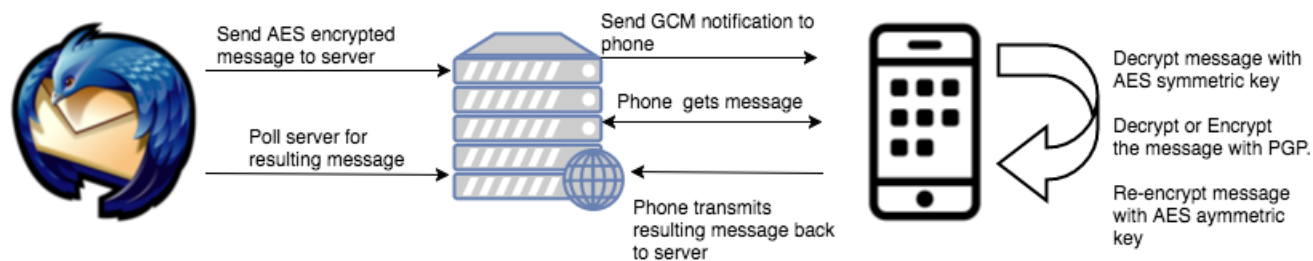 Send AES encrypted
message to server
Poll server for
resulting message
Send GCM notification to
phone
Phone gets message
Phone transmits
resulting message back
to server
Decrypt message with
AES symmetric key
Decrypt or Encrypt
the message with PGP.
Re-encrypt message
with AES aymmetric
key